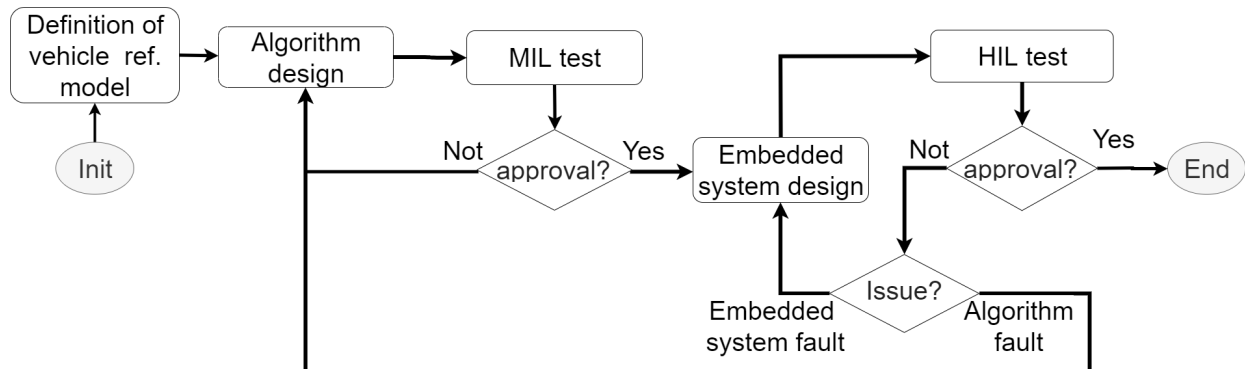 Definition of
vehicle ref.
model
Algorithm
design
MIL test
HIL test
Init
Not
approval?
Yes
Embedded
system design
Not
approval?
Yes
End
Issue?
Embedded
system fault
Algorithm
fault